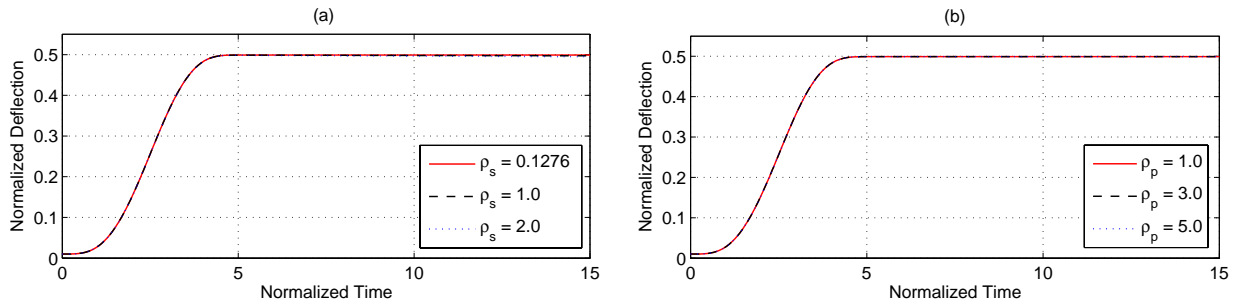 (a)
Normalized Deflection
0.5
0.4
0.3
0.2
0.1
0
0 5 10 15
Normalized Time
ρs = 0.1276
ρs = 1.0
ρs = 2.0
(b)
Normalized Deflection
0.5
0.4
0.3
0.2
0.1
0
0 5 10 15
Normalized Time
ρp = 1.0
ρp = 3.0
ρp = 5.0